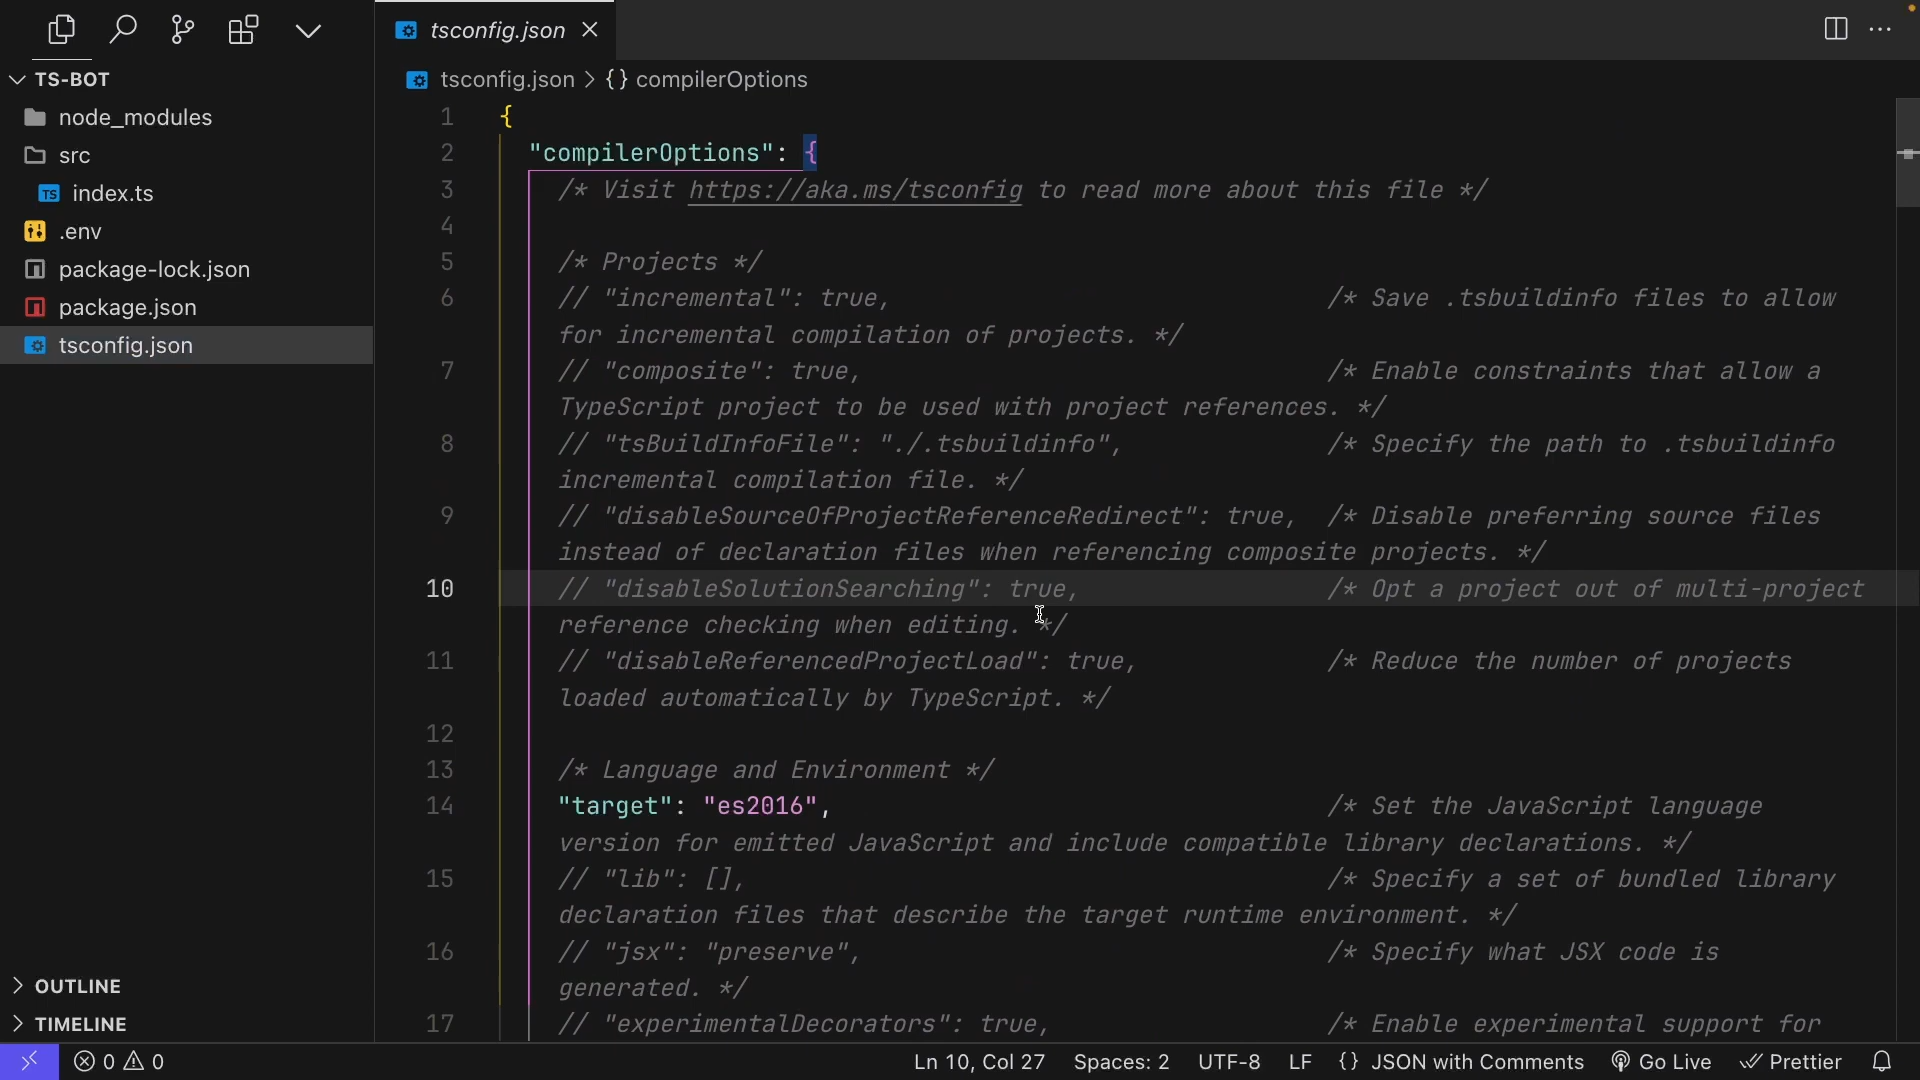 tsconfig.json
TS-BOT
node_modules
src
index.ts
.env
package-lock.json
package.json
tsconfig.json
OUTLINE
TIMELINE
tsconfig.json > {} compilerOptions
1 {
2 "compilerOptions": {
3 /* Visit https://aka.ms/tsconfig to read more about this file */
4
5 /* Projects */
6 // "incremental": true, /* Save .tsbuildinfo files to allow
for incremental compilation of projects. */
7 // "composite": true, /* Enable constraints that allow a
TypeScript project to be used with project references. */
8 // "tsBuildInfoFile": "./.tsbuildinfo", /* Specify the path to .tsbuildinfo
incremental compilation file. */
9 // "disableSourceOfProjectReferenceRedirect": true, /* Disable preferring source files
instead of declaration files when referencing composite projects. */
10 // "disableSolutionSearching": true, /* Opt a project out of multi-project
reference checking when editing. */
11 // "disableReferencedProjectLoad": true, /* Reduce the number of projects
loaded automatically by TypeScript. */
12
13 /* Language and Environment */
14 "target": "es2016", /* Set the JavaScript language
version for emitted JavaScript and include compatible library declarations. */
15 // "lib": [], /* Specify a set of bundled library
declaration files that describe the target runtime environment. */
16 // "jsx": "preserve", /* Specify what JSX code is
generated. */
17 // "experimentalDecorators": true, /* Enable experimental support for
0 0 Ln 10, Col 27 Spaces: 2 UTF-8 LF {} JSON with Comments Go Live Prettier